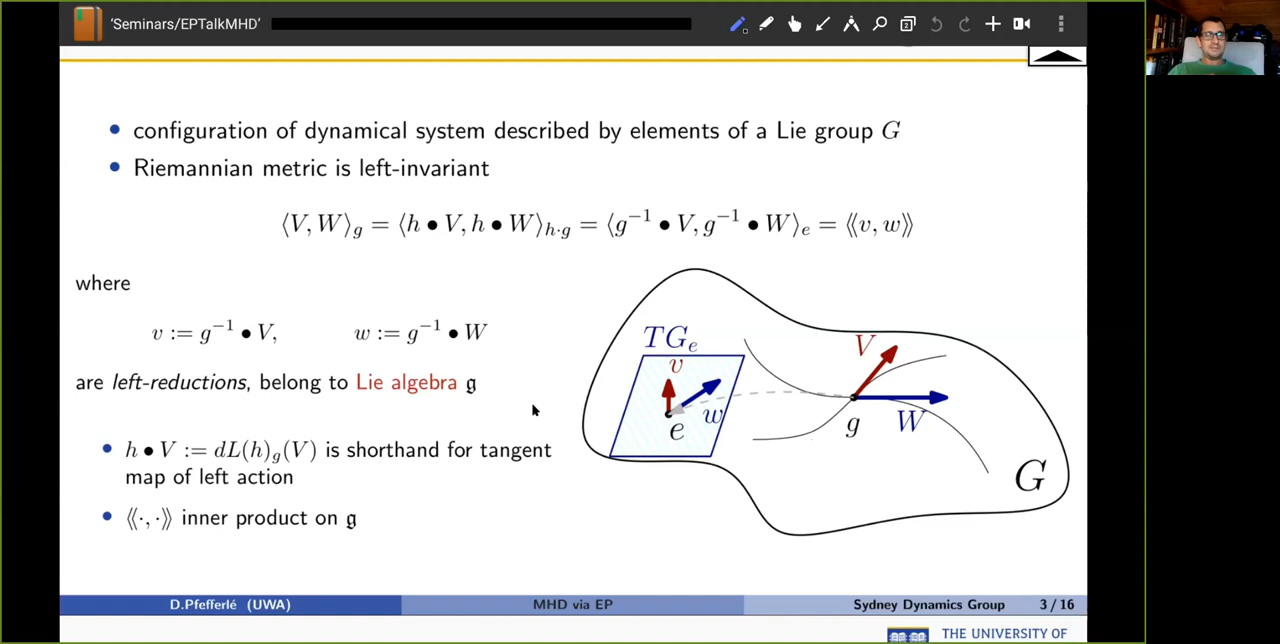 'Seminars/EPTalkMHD'
• configuration of dynamical system described by elements of a Lie group G
• Riemannian metric is left-invariant
⟨V, W⟩_g = ⟨h • V, h • W⟩_{h·g} = ⟨g⁻¹ • V, g⁻¹ • W⟩_e = ⟪v, w⟫
where
v := g⁻¹ • V, w := g⁻¹ • W
are left-reductions, belong to Lie algebra 𝔤
• h • V := dL(h)_g(V) is shorthand for tangent
map of left action
• ⟪·, ·⟫ inner product on 𝔤
TG_e
v
w
e
V
W
g
G
D.Pfefferlé (UWA) MHD via EP Sydney Dynamics Group 3 / 16
THE UNIVERSITY OF